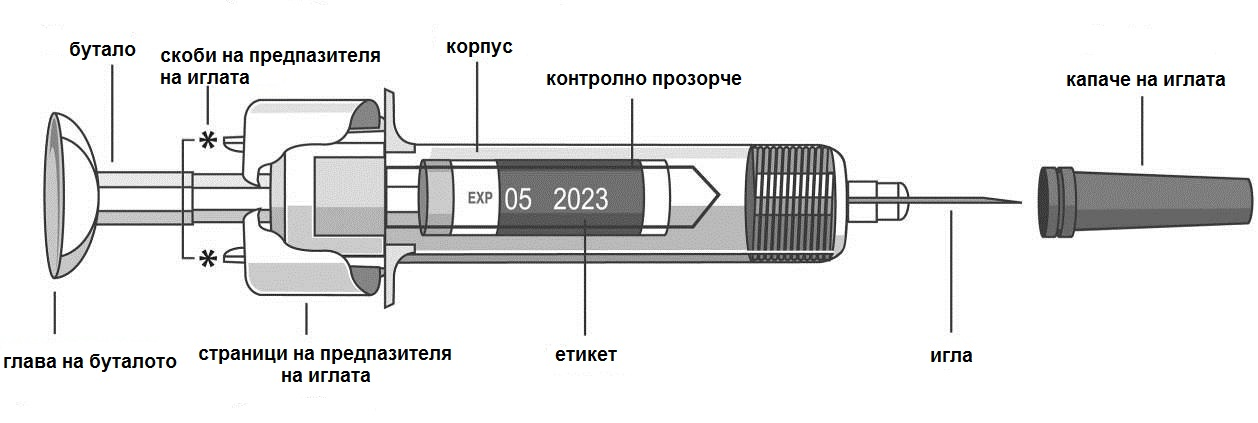 бутало
скоби на предпазителя
на иглата
корпус
контролно прозорче
капаче на иглата
*
*
EXP 05 2023
глава на буталото
страници на предпазителя
на иглата
етикет
игла